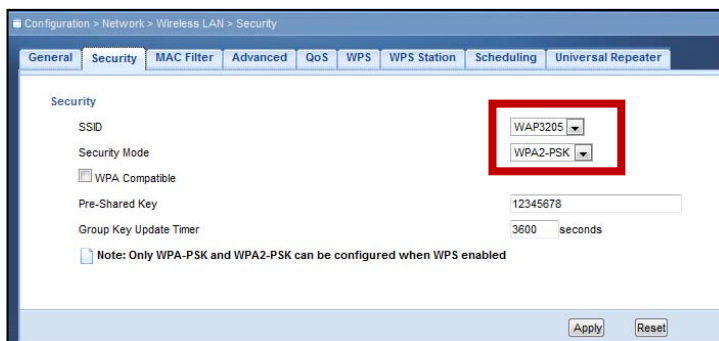 Configuration > Network > Wireless LAN > Security
General Security MAC Filter Advanced QoS WPS WPS Station Scheduling Universal Repeater
Security
SSID WAP3205
Security Mode WPA2-PSK
WPA Compatible
Pre-Shared Key 12345678
Group Key Update Timer 3600 seconds
Note: Only WPA-PSK and WPA2-PSK can be configured when WPS enabled
Apply Reset